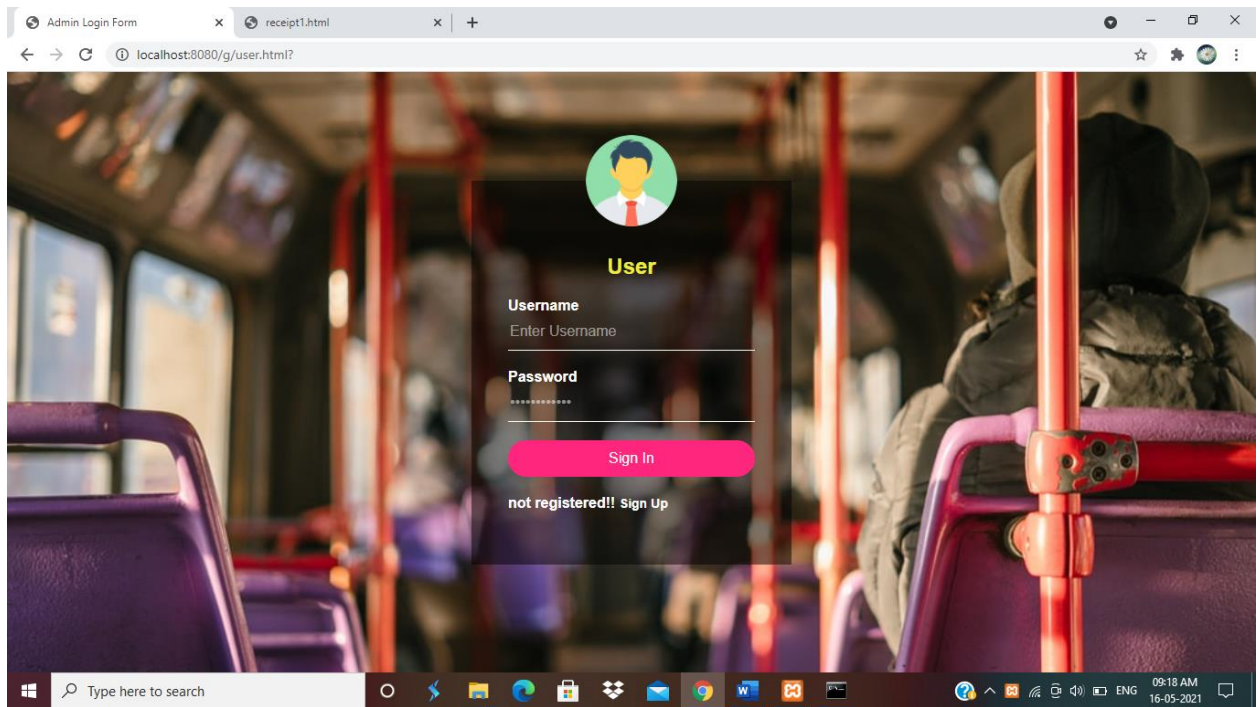 Admin Login Form
receipt1.html
localhost:8080/g/user.html?
User
Username
Enter Username
Password
••••••••••••
Sign In
not registered!! Sign Up
Type here to search
ENG
09:18 AM
16-05-2021